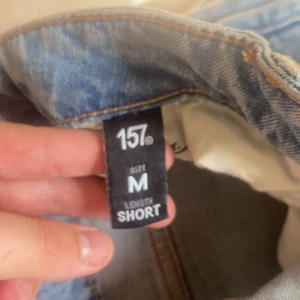 157
SIZE
M
LENGTH
SHORT